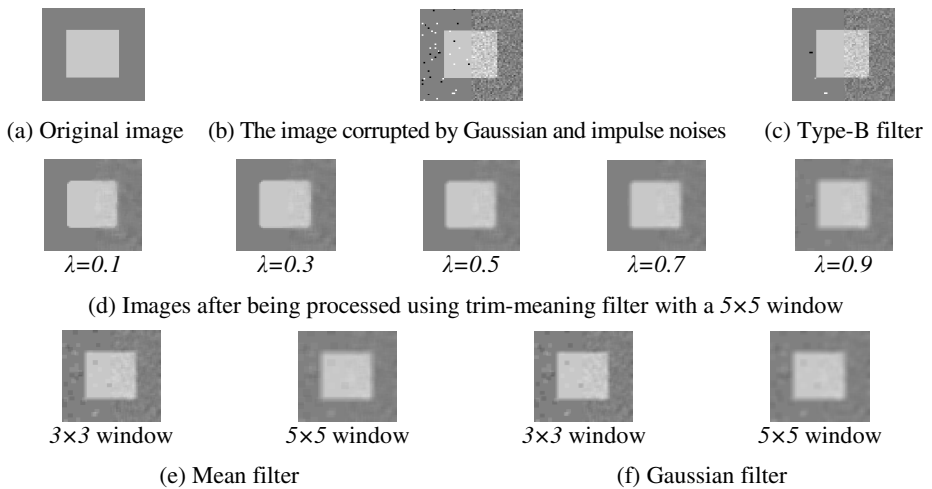 (a) Original image (b) The image corrupted by Gaussian and impulse noises (c) Type-B filter
λ=0.1 λ=0.3 λ=0.5 λ=0.7 λ=0.9
(d) Images after being processed using trim-meaning filter with a 5×5 window
3×3 window 5×5 window 3×3 window 5×5 window
(e) Mean filter (f) Gaussian filter